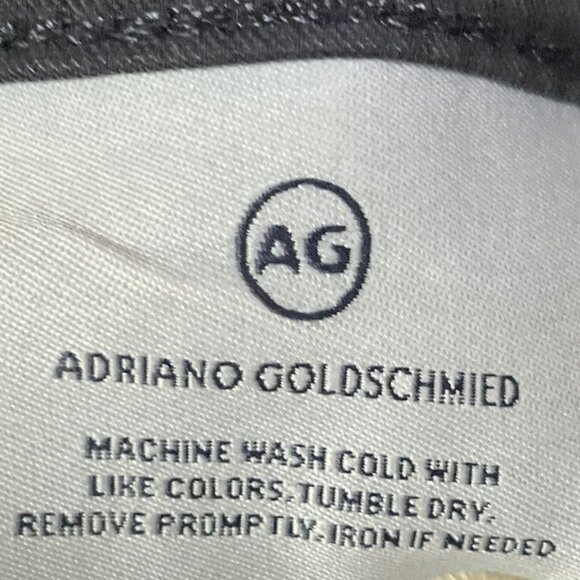 AG
ADRIANO GOLDSCHMIED
MACHINE WASH COLD WITH
LIKE COLORS. TUMBLE DRY.
REMOVE PROMPTLY. IRON IF NEEDED